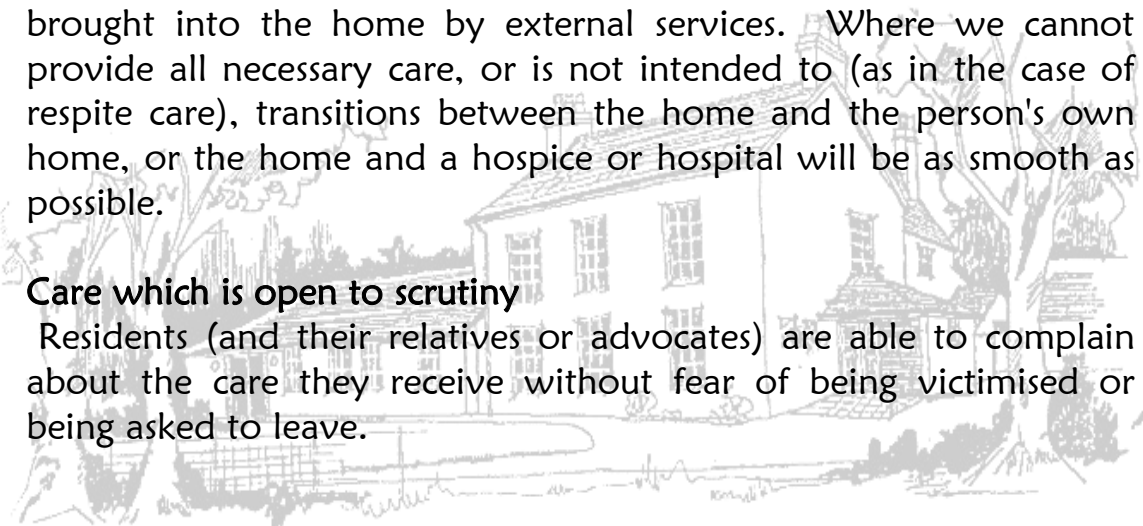 brought into the home by external services. Where we cannot
provide all necessary care, or is not intended to (as in the case of
respite care), transitions between the home and the person's own
home, or the home and a hospice or hospital will be as smooth as
possible.
Care which is open to scrutiny
Residents (and their relatives or advocates) are able to complain
about the care they receive without fear of being victimised or
being asked to leave.